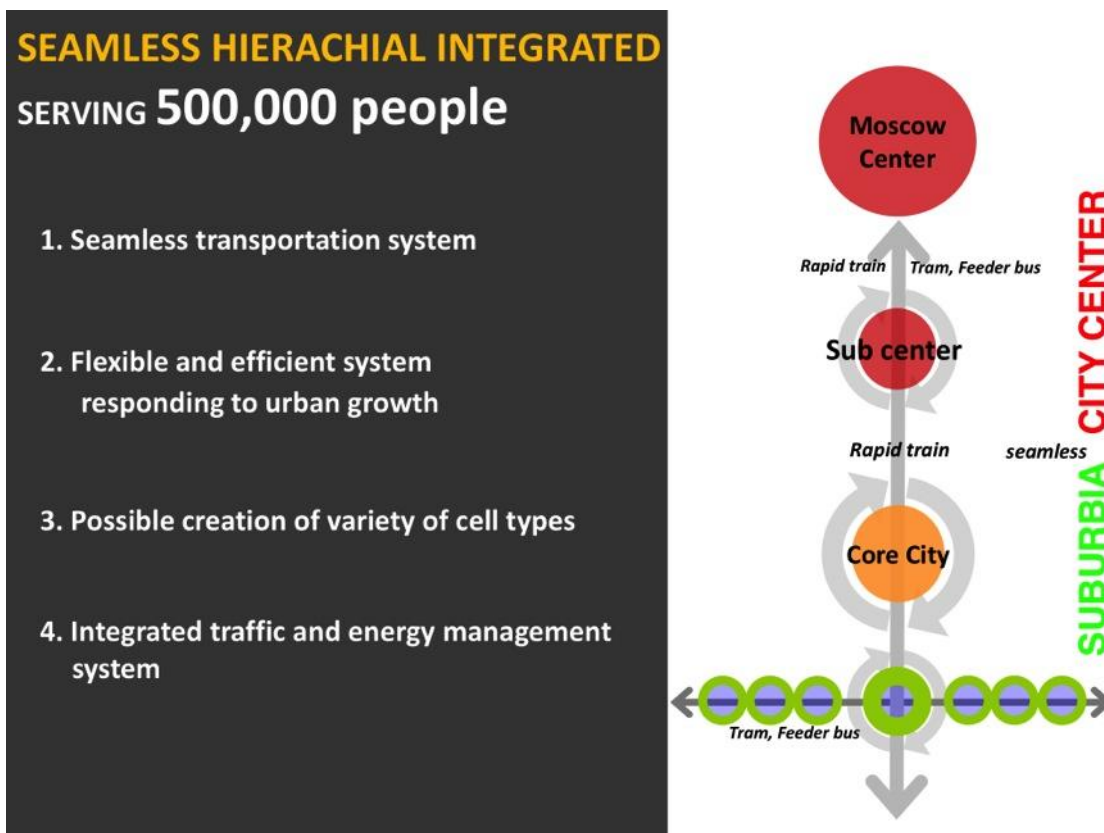 SEAMLESS HIERACHIAL INTEGRATED
SERVING 500,000 people
1. Seamless transportation system
2. Flexible and efficient system
responding to urban growth
3. Possible creation of variety of cell types
4. Integrated traffic and energy management
system
Moscow
Center
Rapid train
Tram, Feeder bus
Sub center
Rapid train
seamless
Core City
Tram, Feeder bus
CITY CENTER
SUBURBIA